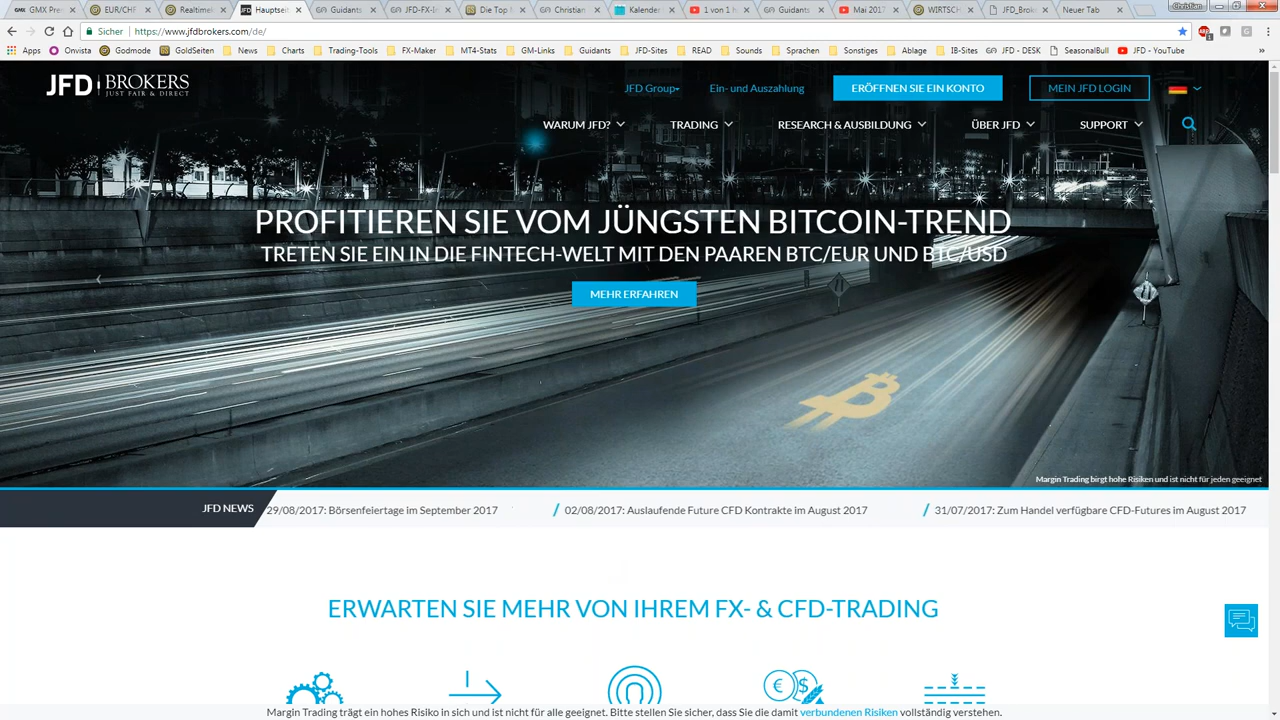 GMX Pre
EUR/CHF
Realtime
Hauptsei
Guidants
JFD-FX-I
Die Top
Christian
Kalender
1 von 1
Guidants
Mai 2017
WIRTSCH
JFD_Brok
Neuer Tab
Christian
Sicher
https://www.jfdbrokers.com/de/
Apps
Onvista
Godmode
GoldSeiten
News
Charts
Trading-Tools
FX-Maker
MT4-Stats
GM-Links
Guidants
JFD-Sites
READ
Sounds
Sprachen
Sonstiges
Ablage
IB-Sites
JFD - DESK
SeasonalBull
JFD - YouTube
JFD BROKERS
JUST FAIR & DIRECT
JFD Group
Ein- und Auszahlung
ERÖFFNEN SIE EIN KONTO
MEIN JFD LOGIN
WARUM JFD?
TRADING
RESEARCH & AUSBILDUNG
ÜBER JFD
SUPPORT
PROFITIEREN SIE VOM JÜNGSTEN BITCOIN-TREND
TRETEN SIE EIN IN DIE FINTECH-WELT MIT DEN PAAREN BTC/EUR UND BTC/USD
MEHR ERFAHREN
Margin Trading birgt hohe Risiken und ist nicht für jeden geeignet
JFD NEWS
29/08/2017: Börsenfeiertage im September 2017
/ 02/08/2017: Auslaufende Future CFD Kontrakte im August 2017
/ 31/07/2017: Zum Handel verfügbare CFD-Futures im August 2017
ERWARTEN SIE MEHR VON IHREM FX- & CFD-TRADING
Margin Trading trägt ein hohes Risiko in sich und ist nicht für alle geeignet. Bitte stellen Sie sicher, dass Sie die damit verbundenen Risiken vollständig verstehen.